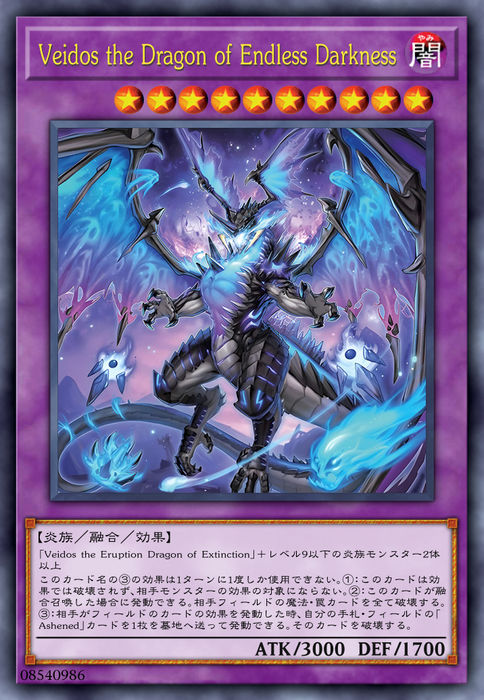 Veidos the Dragon of Endless Darkness
やみ
闇
【炎族／融合／効果】
「Veidos the Eruption Dragon of Extinction」＋レベル9以下の炎族モンスター2体
以上
このカード名の③の効果は1ターンに1度しか使用できない。①：このカードは効
果では破壊されず、相手モンスターの効果の対象にならない。②：このカードが融
合召喚した場合に発動できる。相手フィールドの魔法・罠カードを全て破壊する。
③：相手がフィールドのカードの効果を発動した時、自分の手札・フィールドの「
Ashened」カードを1枚を墓地へ送って発動できる。そのカードを破壊する。
ATK/3000 DEF/1700
08540986